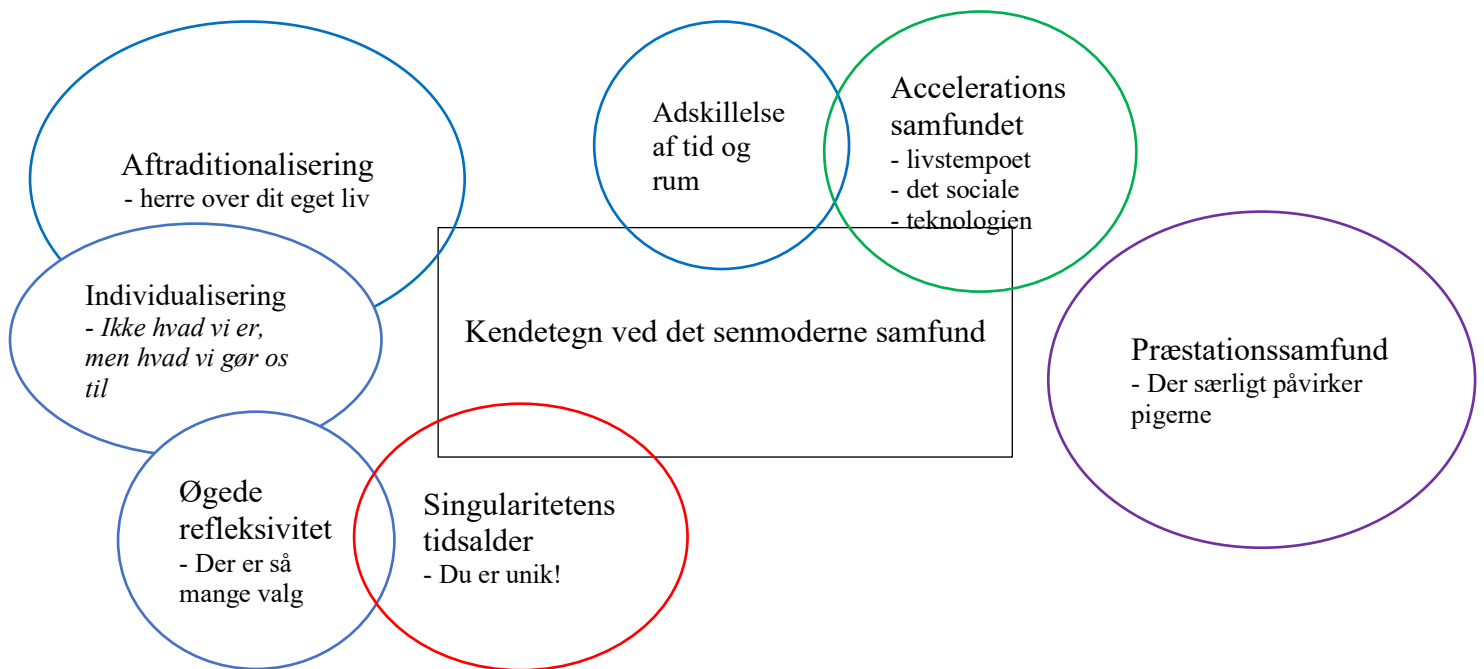 Aftraditionalisering
- herre over dit eget liv
Adskillelse
af tid og
rum
Accelerations
samfundet
- livstempoet
- det sociale
- teknologien
Individualisering
- Ikke hvad vi er,
men hvad vi gør os
til
Kendetegn ved det senmoderne samfund
Præstationssamfund
- Der særligt påvirker
pigerne
Øgede
refleksivitet
- Der er så
mange valg
Singularitetens
tidsalder
- Du er unik!